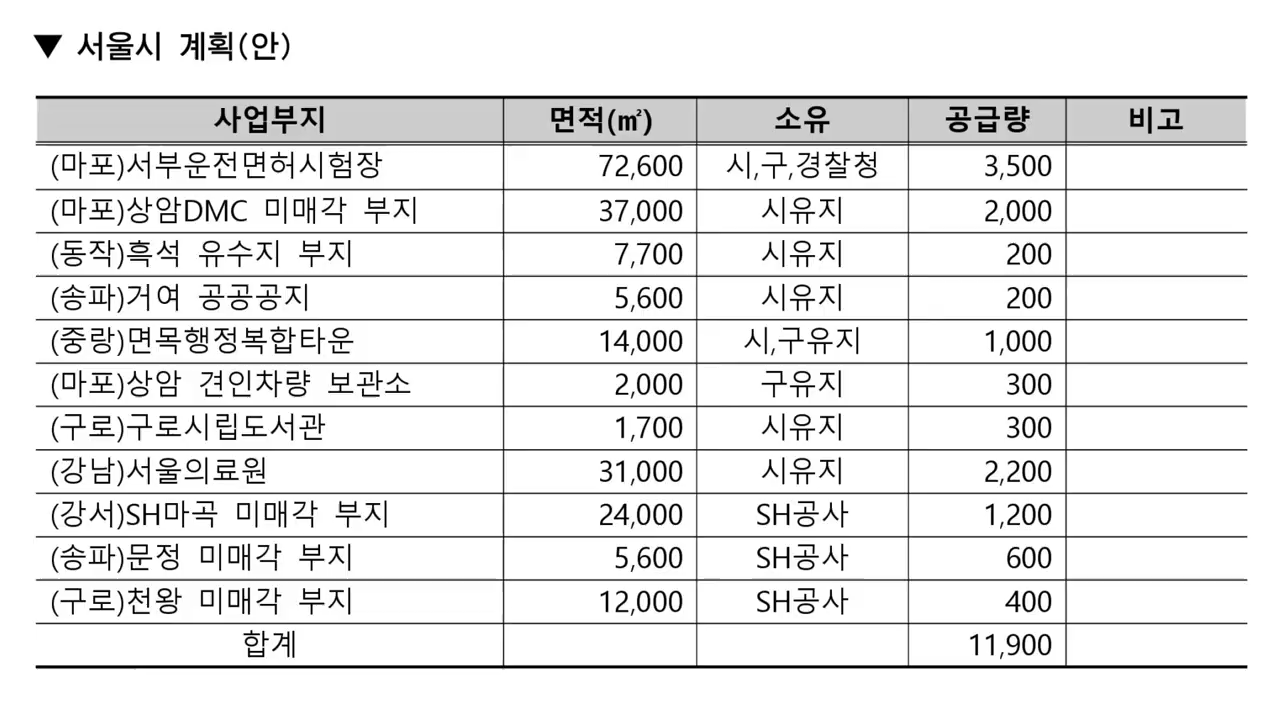 ▼ 서울시 계획(안)
사업부지 면적(㎡) 소유 공급량 비고
(마포)서부운전면허시험장 72,600 시,구,경찰청 3,500
(마포)상암DMC 미매각 부지 37,000 시유지 2,000
(동작)흑석 유수지 부지 7,700 시유지 200
(송파)거여 공공공지 5,600 시유지 200
(중랑)면목행정복합타운 14,000 시,구유지 1,000
(마포)상암 견인차량 보관소 2,000 구유지 300
(구로)구로시립도서관 1,700 시유지 300
(강남)서울의료원 31,000 시유지 2,200
(강서)SH마곡 미매각 부지 24,000 SH공사 1,200
(송파)문정 미매각 부지 5,600 SH공사 600
(구로)천왕 미매각 부지 12,000 SH공사 400
합계 11,900